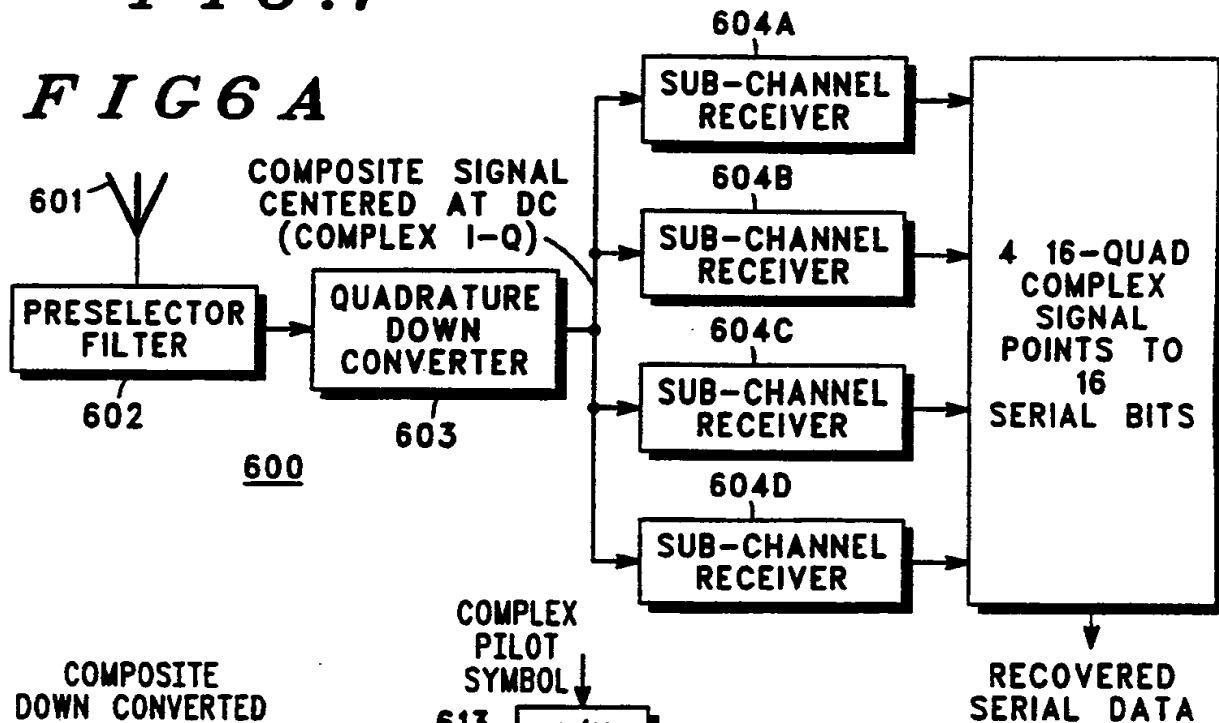 FIG6A
601
PRESELECTOR
FILTER
602
COMPOSITE SIGNAL
CENTERED AT DC
(COMPLEX I-Q)
QUADRATURE
DOWN
CONVERTER
603
600
604A
SUB-CHANNEL
RECEIVER
604B
SUB-CHANNEL
RECEIVER
604C
SUB-CHANNEL
RECEIVER
604D
SUB-CHANNEL
RECEIVER
4 16-QUAD
COMPLEX
SIGNAL
POINTS TO
16
SERIAL BITS
RECOVERED
SERIAL DATA
COMPLEX
PILOT
SYMBOL
COMPOSITE
DOWN CONVERTED
613